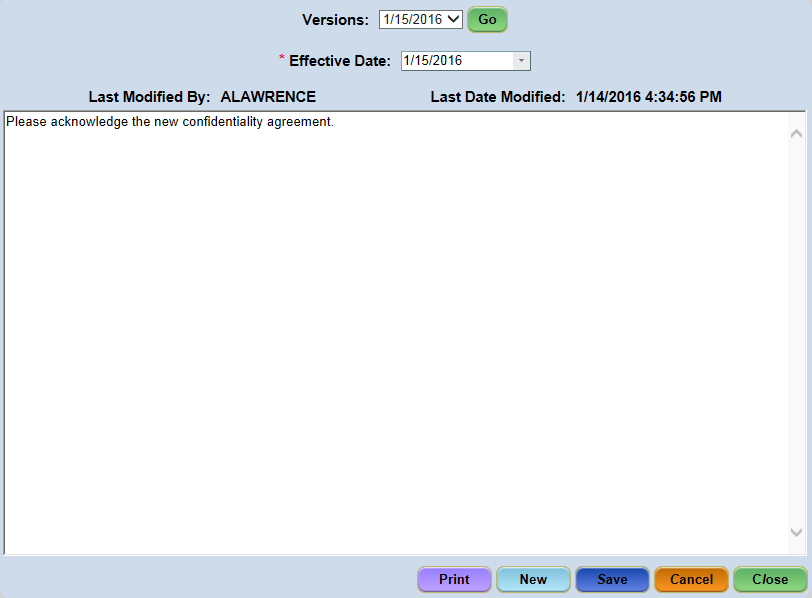 Versions: 1/15/2016 Go
* Effective Date: 1/15/2016
Last Modified By: ALAWRENCE Last Date Modified: 1/14/2016 4:34:56 PM
Please acknowledge the new confidentiality agreement.
Print New Save Cancel Close